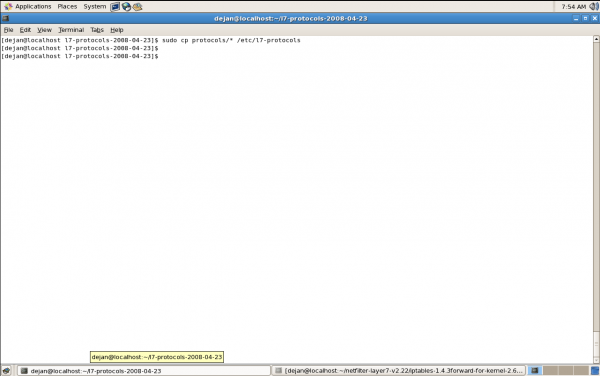 Applications Places System 7:54 AM
dejan@localhost:~/l7-protocols-2008-04-23
File Edit View Terminal Tabs Help
[dejan@localhost l7-protocols-2008-04-23]$ sudo cp protocols/* /etc/l7-protocols
[dejan@localhost l7-protocols-2008-04-23]$
[dejan@localhost l7-protocols-2008-04-23]$
dejan@localhost:~/l7-protocols-2008-04-23
dejan@localhost:~/l7-protocols-2008-04-23
[dejan@localhost:~/netfilter-layer7-v2.22/iptables-1.4.3forward-for-kernel-2.6...